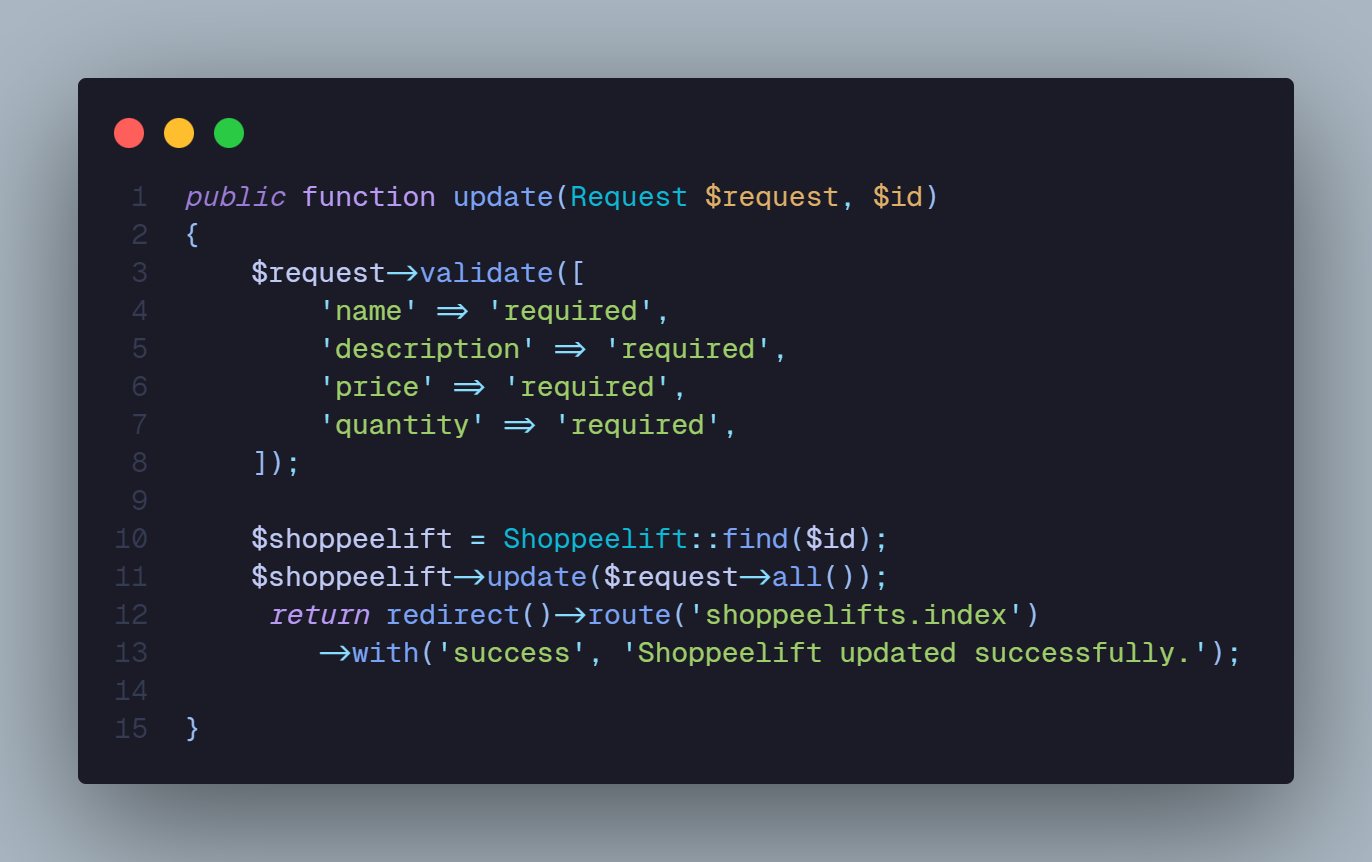 1 public function update(Request $request, $id)
2 {
3     $request->validate([
4         'name' => 'required',
5         'description' => 'required',
6         'price' => 'required',
7         'quantity' => 'required',
8     ]);
9
10     $shoppeelift = Shoppeelift::find($id);
11     $shoppeelift->update($request->all());
12      return redirect()->route('shoppeelifts.index')
13         ->with('success', 'Shoppeelift updated successfully.');
14
15 }